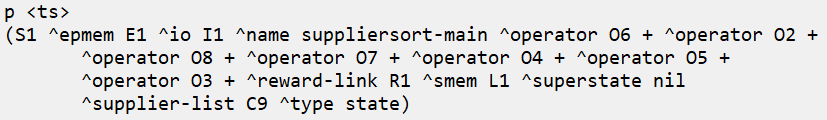 p <ts>
(S1 ^epmem E1 ^io I1 ^name suppliersort-main ^operator O6 + ^operator O2 +
^operator O8 + ^operator O7 + ^operator O4 + ^operator O5 +
^operator O3 + ^reward-link R1 ^smem L1 ^superstate nil
^supplier-list C9 ^type state)